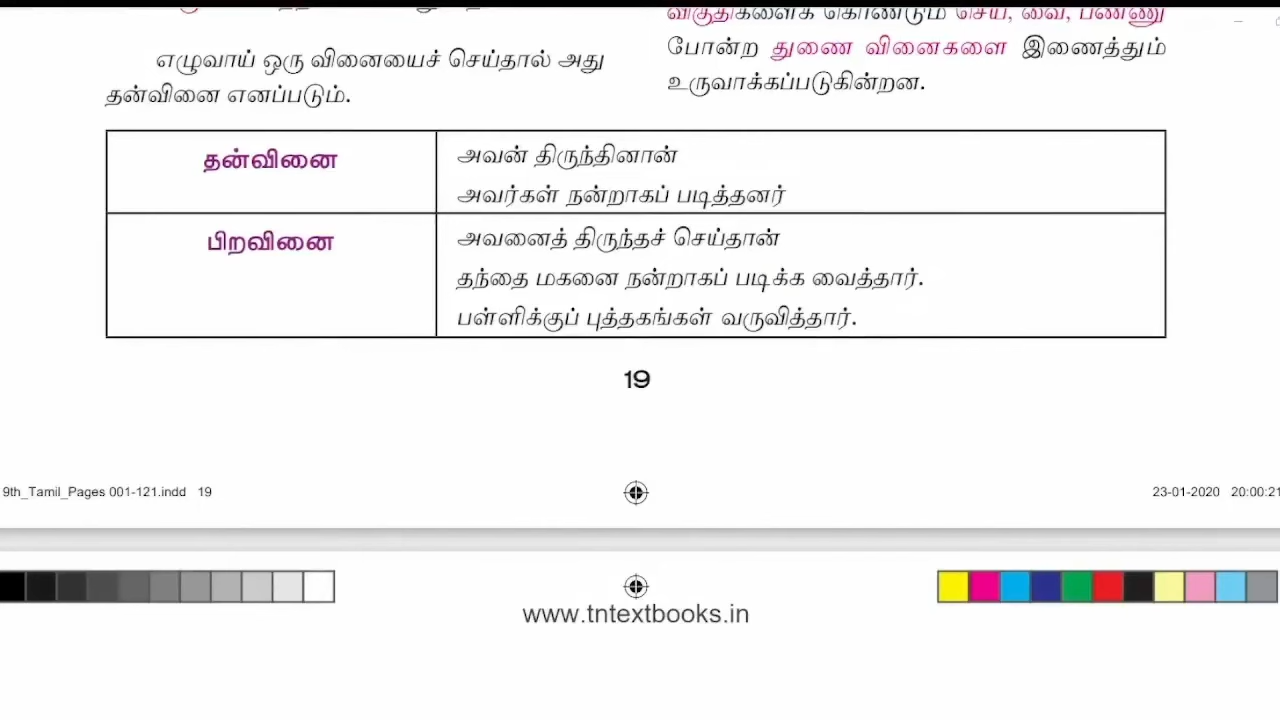 எழுவாய் ஒரு வினையைச் செய்தால் அது
தன்வினை எனப்படும்.
விகுதிகளைக் கொண்டும் செய், வை, பண்ணு
போன்ற துணை வினைகளை இணைத்தும்
உருவாக்கப்படுகின்றன.
தன்வினை
அவன் திருந்தினான்
அவர்கள் நன்றாகப் படித்தனர்
பிறவினை
அவனைத் திருந்தச் செய்தான்
தந்தை மகனை நன்றாகப் படிக்க வைத்தார்.
பள்ளிக்குப் புத்தகங்கள் வருவித்தார்.
19
9th_Tamil_Pages 001-121.indd 19
23-01-2020 20:00:21
www.tntextbooks.in